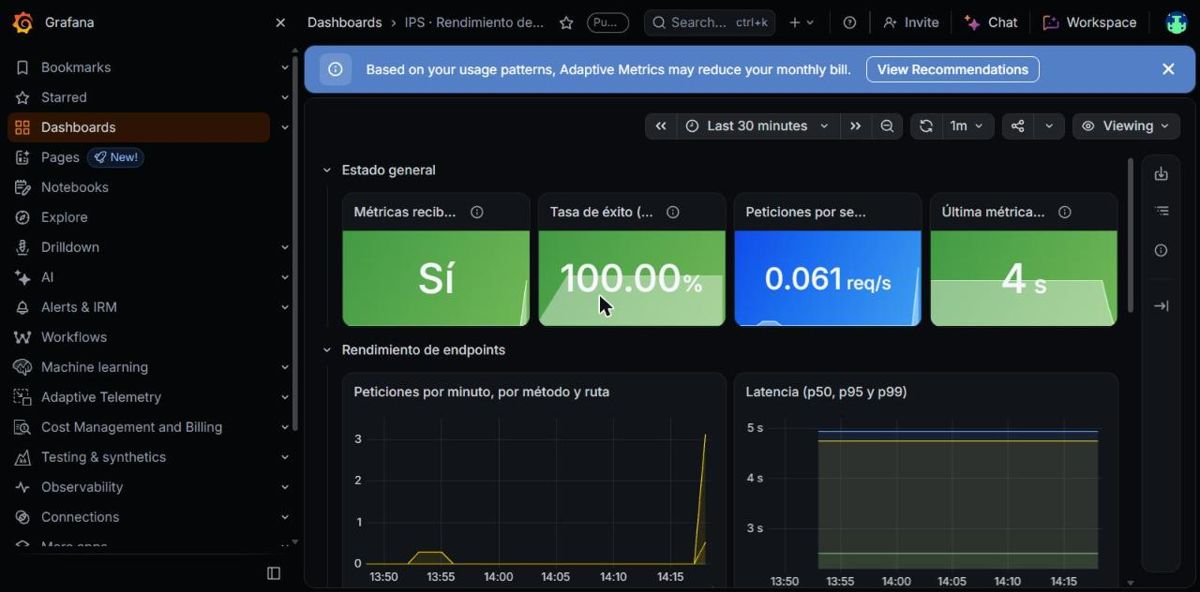 Grafana
Dashboards › IPS · Rendimiento de...
Pu...
Search... ctrl+k
Invite
Chat
Workspace
Bookmarks
Starred
Dashboards
Pages New!
Notebooks
Explore
Drilldown
AI
Alerts & IRM
Workflows
Machine learning
Adaptive Telemetry
Cost Management and Billing
Testing & synthetics
Observability
Connections
More apps
Based on your usage patterns, Adaptive Metrics may reduce your monthly bill.
View Recommendations
Last 30 minutes
1m
Viewing
Estado general
Métricas recib...
Sí
Tasa de éxito (...
100.00%
Peticiones por se...
0.061 req/s
Última métrica...
4 s
Rendimiento de endpoints
Peticiones por minuto, por método y ruta
3
2
1
0
13:50 13:55 14:00 14:05 14:10 14:15
Latencia (p50, p95 y p99)
5 s
4 s
3 s
13:50 13:55 14:00 14:05 14:10 14:15